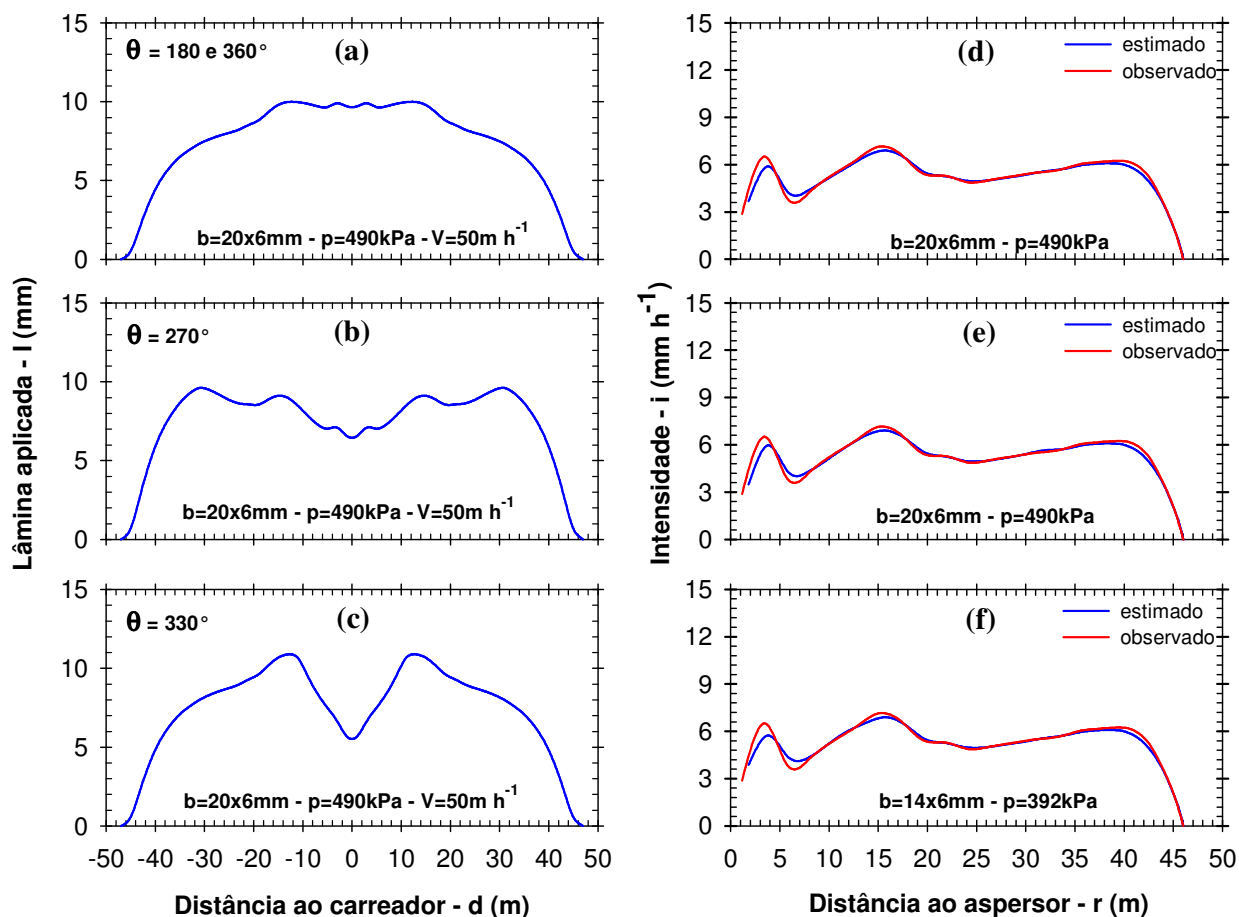 Lâmina aplicada - l (mm)
15
10
5
0
θ = 180 e 360°
(a)
b=20x6mm - p=490kPa - V=50m h-1
15
10
5
0
θ = 270°
(b)
b=20x6mm - p=490kPa - V=50m h-1
15
10
5
0
θ = 330°
(c)
b=20x6mm - p=490kPa - V=50m h-1
-50 -40 -30 -20 -10 0 10 20 30 40 50
Distância ao carreador - d (m)
Intensidade - i (mm h-1)
15
12
9
6
3
0
(d)
estimado
observado
b=20x6mm - p=490kPa
15
12
9
6
3
0
(e)
estimado
observado
b=20x6mm - p=490kPa
15
12
9
6
3
0
(f)
estimado
observado
b=14x6mm - p=392kPa
0 5 10 15 20 25 30 35 40 45 50
Distância ao aspersor - r (m)